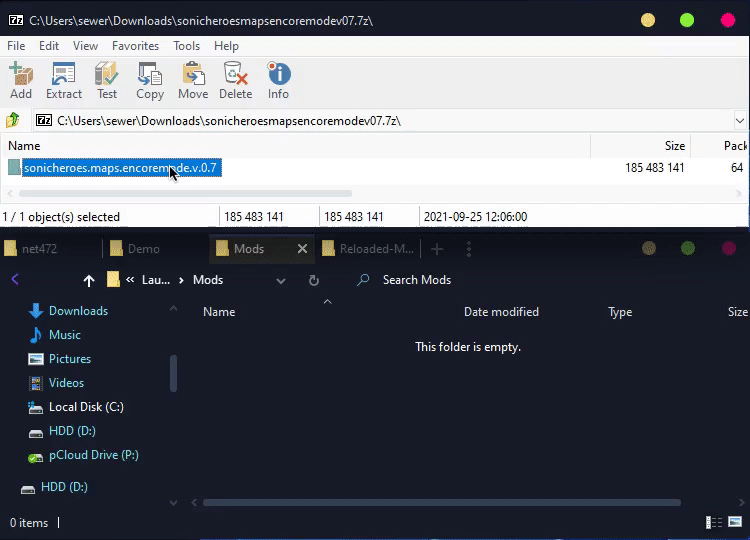 C:\Users\sewer\Downloads\sonicheroesmapsencoremodev07.7z\
File Edit View Favorites Tools Help
Add Extract Test Copy Move Delete Info
C:\Users\sewer\Downloads\sonicheroesmapsencoremodev07.7z\
Name Size Pack
sonicheroes.maps.encoremode.v.0.7 185 483 141 64
1 / 1 object(s) selected 185 483 141 185 483 141 2021-09-25 12:06:00
net472 Demo Mods Reloaded-M...
« Lau... › Mods Search Mods
Name Date modified Type Size
Downloads
This folder is empty.
Music
Pictures
Videos
Local Disk (C:)
HDD (D:)
pCloud Drive (P:)
HDD (D:)
0 items